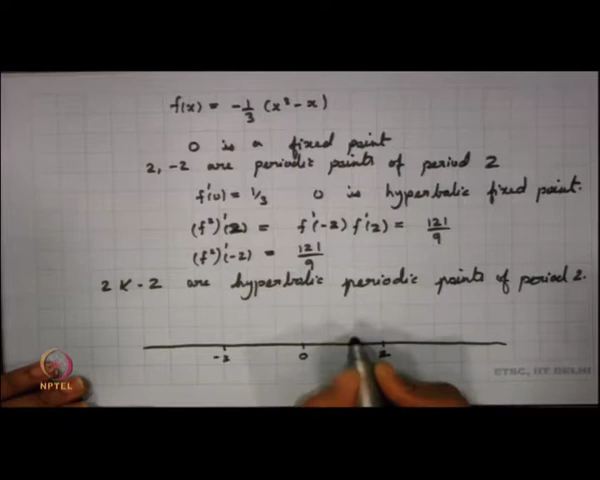 f(x) = -1/3 (x³ - x)
0 is a fixed point
2, -2 are periodic points of period 2
f'(0) = 1/3 0 is hyperbolic fixed point.
(f²)'(2) = f'(-2) f'(2) = 121/9
(f²)'(-2) = 121/9
2 & -2 are hyperbolic periodic points of period 2.
-2 0 2
NPTEL
ETSC, IIT DELHI